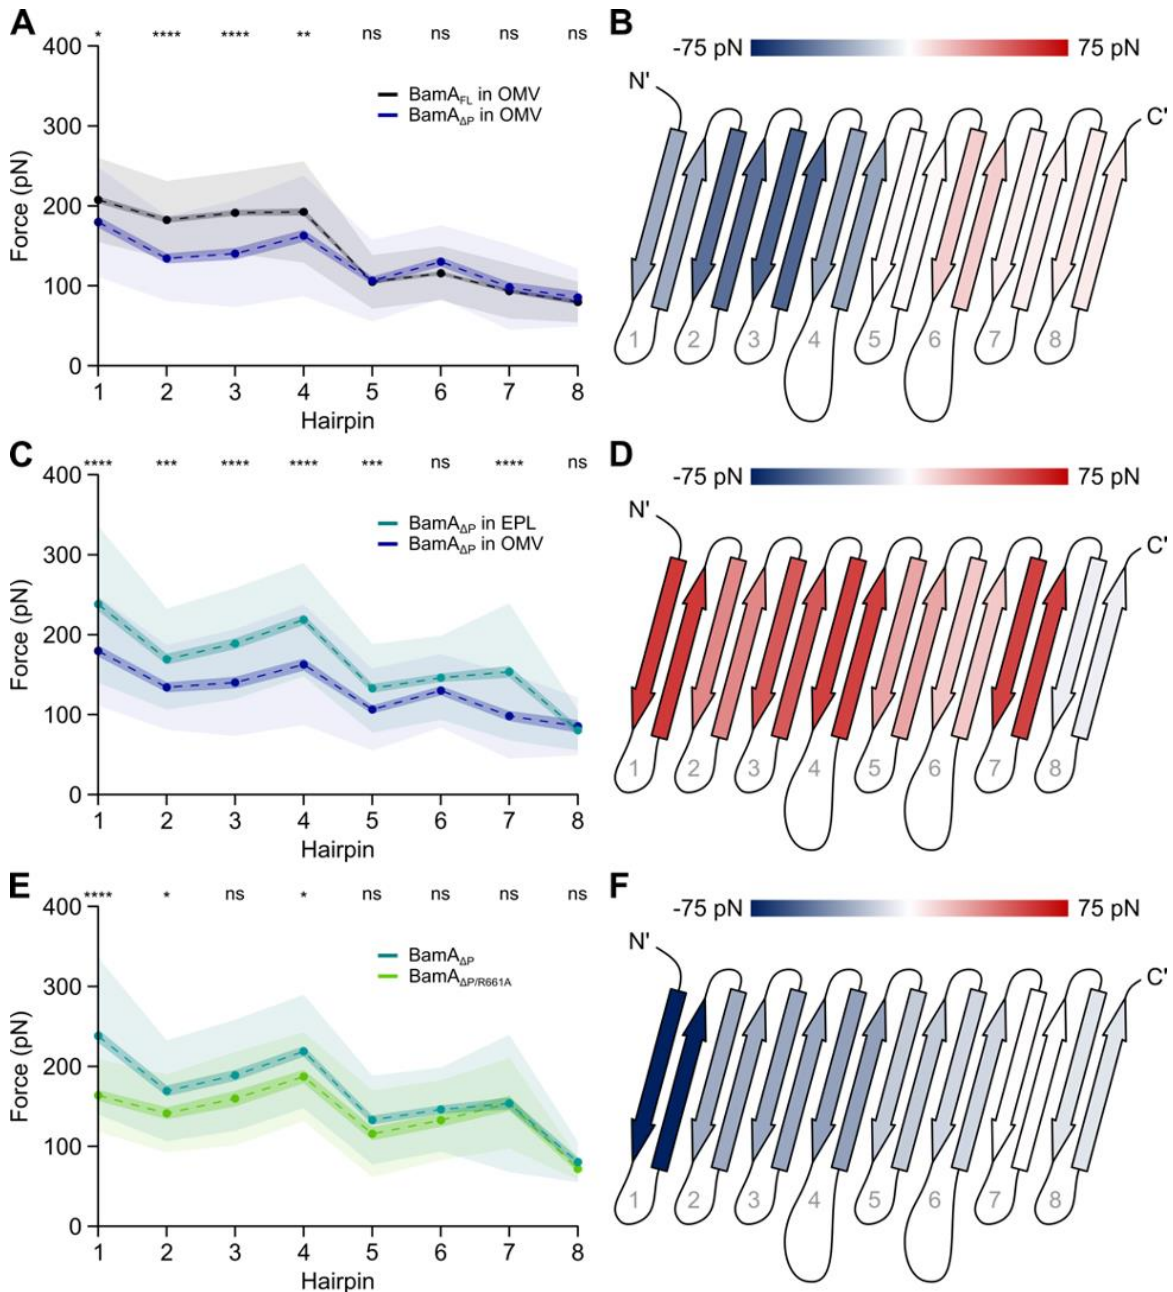 A
* **** **** ** ns ns ns ns
400
300
200
100
0
Force (pN)
BamA_FL in OMV
BamA_ΔP in OMV
1 2 3 4 5 6 7 8
Hairpin
B
-75 pN 75 pN
N'
C'
1 2 3 4 5 6 7 8
C
**** *** **** **** *** ns **** ns
400
300
200
100
0
Force (pN)
BamA_ΔP in EPL
BamA_ΔP in OMV
1 2 3 4 5 6 7 8
Hairpin
D
-75 pN 75 pN
N'
C'
1 2 3 4 5 6 7 8
E
**** * ns * ns ns ns ns
400
300
200
100
0
Force (pN)
BamA_ΔP
BamA_ΔP/R661A
1 2 3 4 5 6 7 8
Hairpin
F
-75 pN 75 pN
N'
C'
1 2 3 4 5 6 7 8